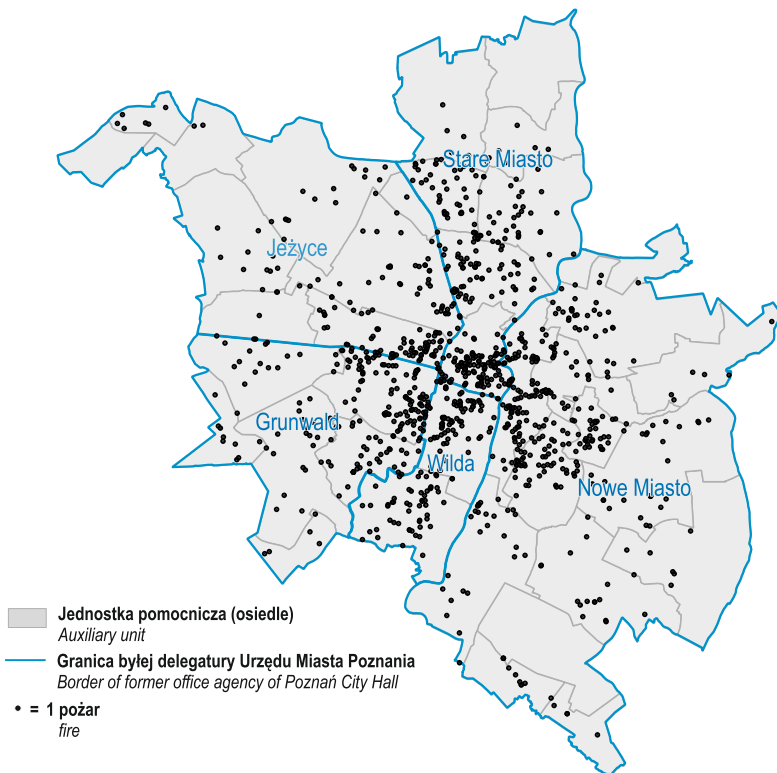 Stare Miasto
Jeżyce
Grunwald
Wilda
Nowe Miasto
Jednostka pomocnicza (osiedle)
Auxiliary unit
Granica byłej delegatury Urzędu Miasta Poznania
Border of former office agency of Poznań City Hall
= 1 pożar
fire